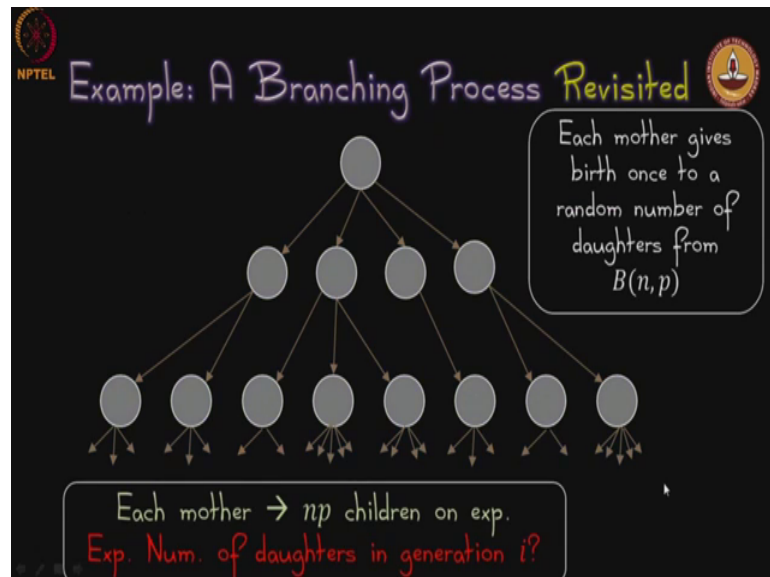 NPTEL
Example: A Branching Process Revisited
Each mother gives
birth once to a
random number of
daughters from
B(n, p)
Each mother → np children on exp.
Exp. Num. of daughters in generation i?